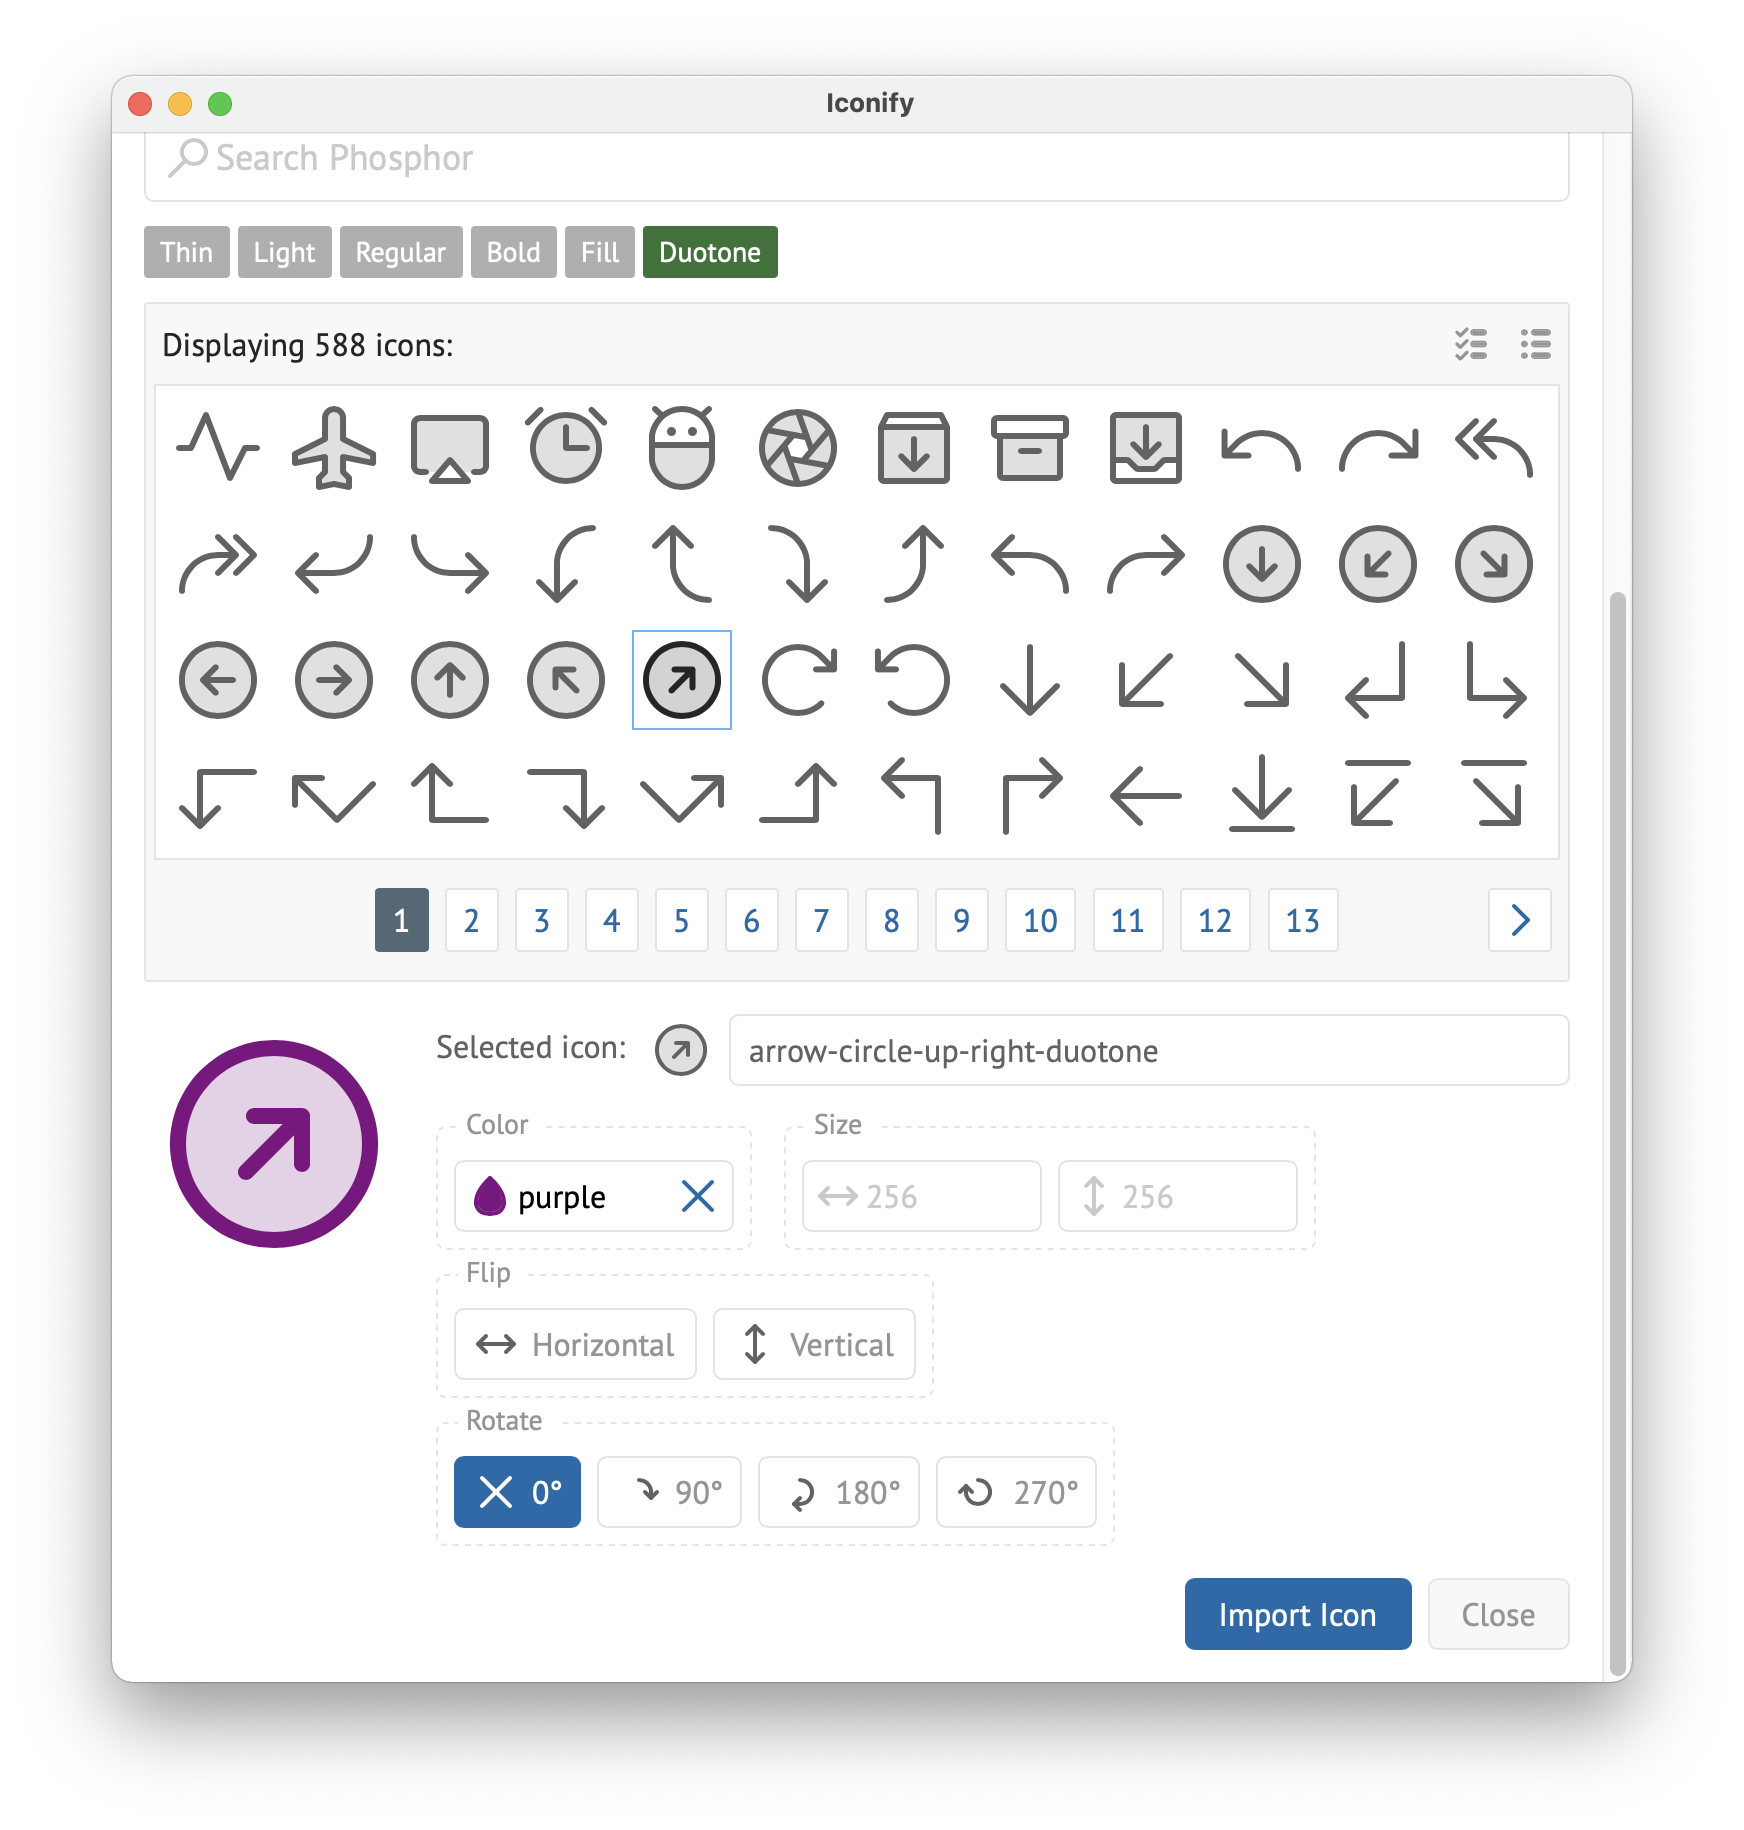 Iconify
Search Phosphor
Thin Light Regular Bold Fill Duotone
Displaying 588 icons:
1 2 3 4 5 6 7 8 9 10 11 12 13
Selected icon: arrow-circle-up-right-duotone
Color Size
purple 256 256
Flip
Horizontal Vertical
Rotate
0° 90° 180° 270°
Import Icon Close